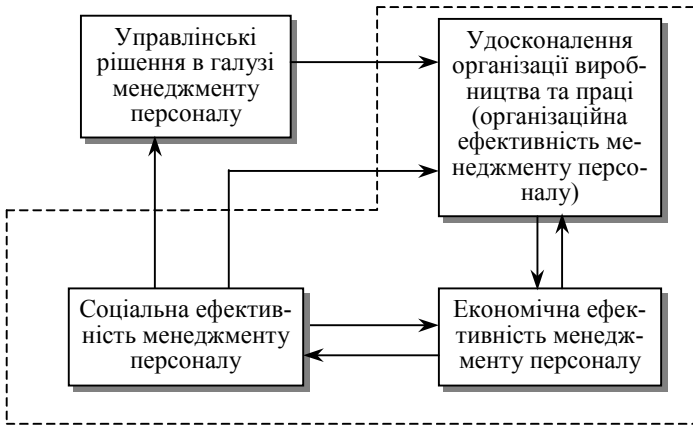 Управлінські
рішення в галузі
менеджменту
персоналу
Удосконалення
організації вироб-
ництва та праці
(організаційна
ефективність ме-
неджменту персо-
налу)
Соціальна ефектив-
ність менеджменту
персоналу
Економічна ефек-
тивність менедж-
менту персоналу